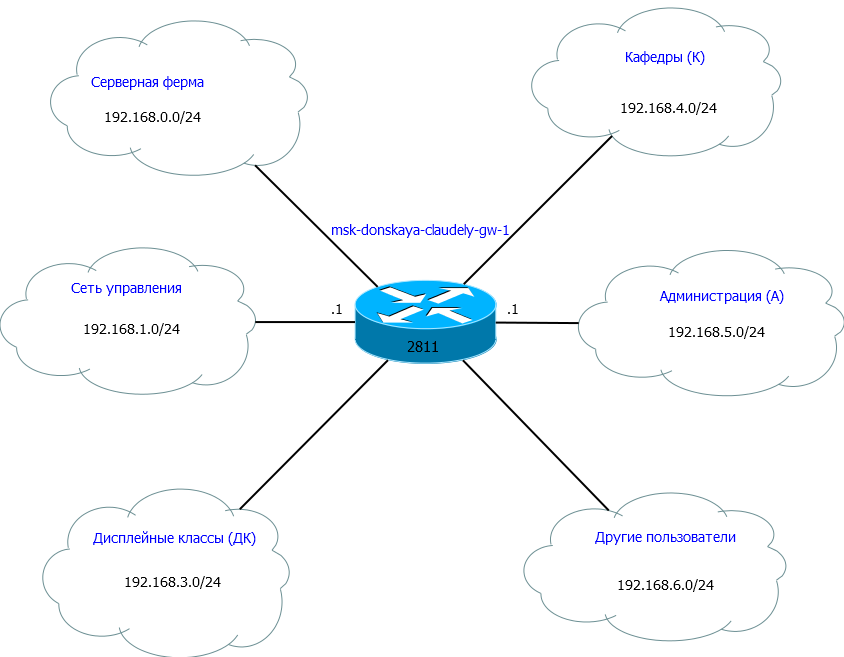 Серверная ферма
192.168.0.0/24
Кафедры (К)
192.168.4.0/24
msk-donskaya-claudely-gw-1
Сеть управления
192.168.1.0/24
.1
.1
2811
Администрация (А)
192.168.5.0/24
Дисплейные классы (ДК)
192.168.3.0/24
Другие пользователи
192.168.6.0/24